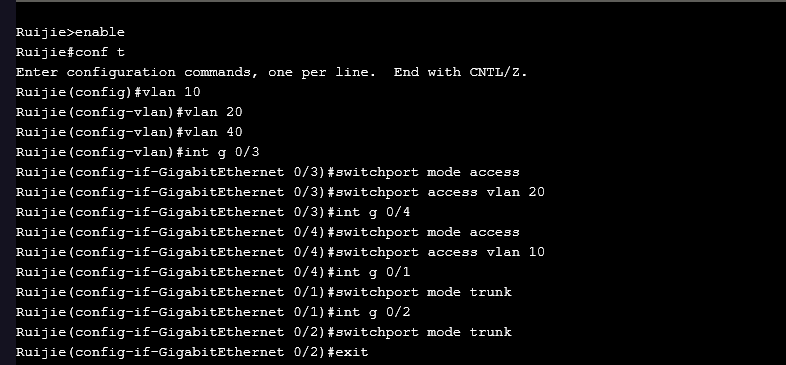 Ruijie>enable
Ruijie#conf t
Enter configuration commands, one per line.  End with CNTL/Z.
Ruijie(config)#vlan 10
Ruijie(config-vlan)#vlan 20
Ruijie(config-vlan)#vlan 40
Ruijie(config-vlan)#int g 0/3
Ruijie(config-if-GigabitEthernet 0/3)#switchport mode access
Ruijie(config-if-GigabitEthernet 0/3)#switchport access vlan 20
Ruijie(config-if-GigabitEthernet 0/3)#int g 0/4
Ruijie(config-if-GigabitEthernet 0/4)#switchport mode access
Ruijie(config-if-GigabitEthernet 0/4)#switchport access vlan 10
Ruijie(config-if-GigabitEthernet 0/4)#int g 0/1
Ruijie(config-if-GigabitEthernet 0/1)#switchport mode trunk
Ruijie(config-if-GigabitEthernet 0/1)#int g 0/2
Ruijie(config-if-GigabitEthernet 0/2)#switchport mode trunk
Ruijie(config-if-GigabitEthernet 0/2)#exit